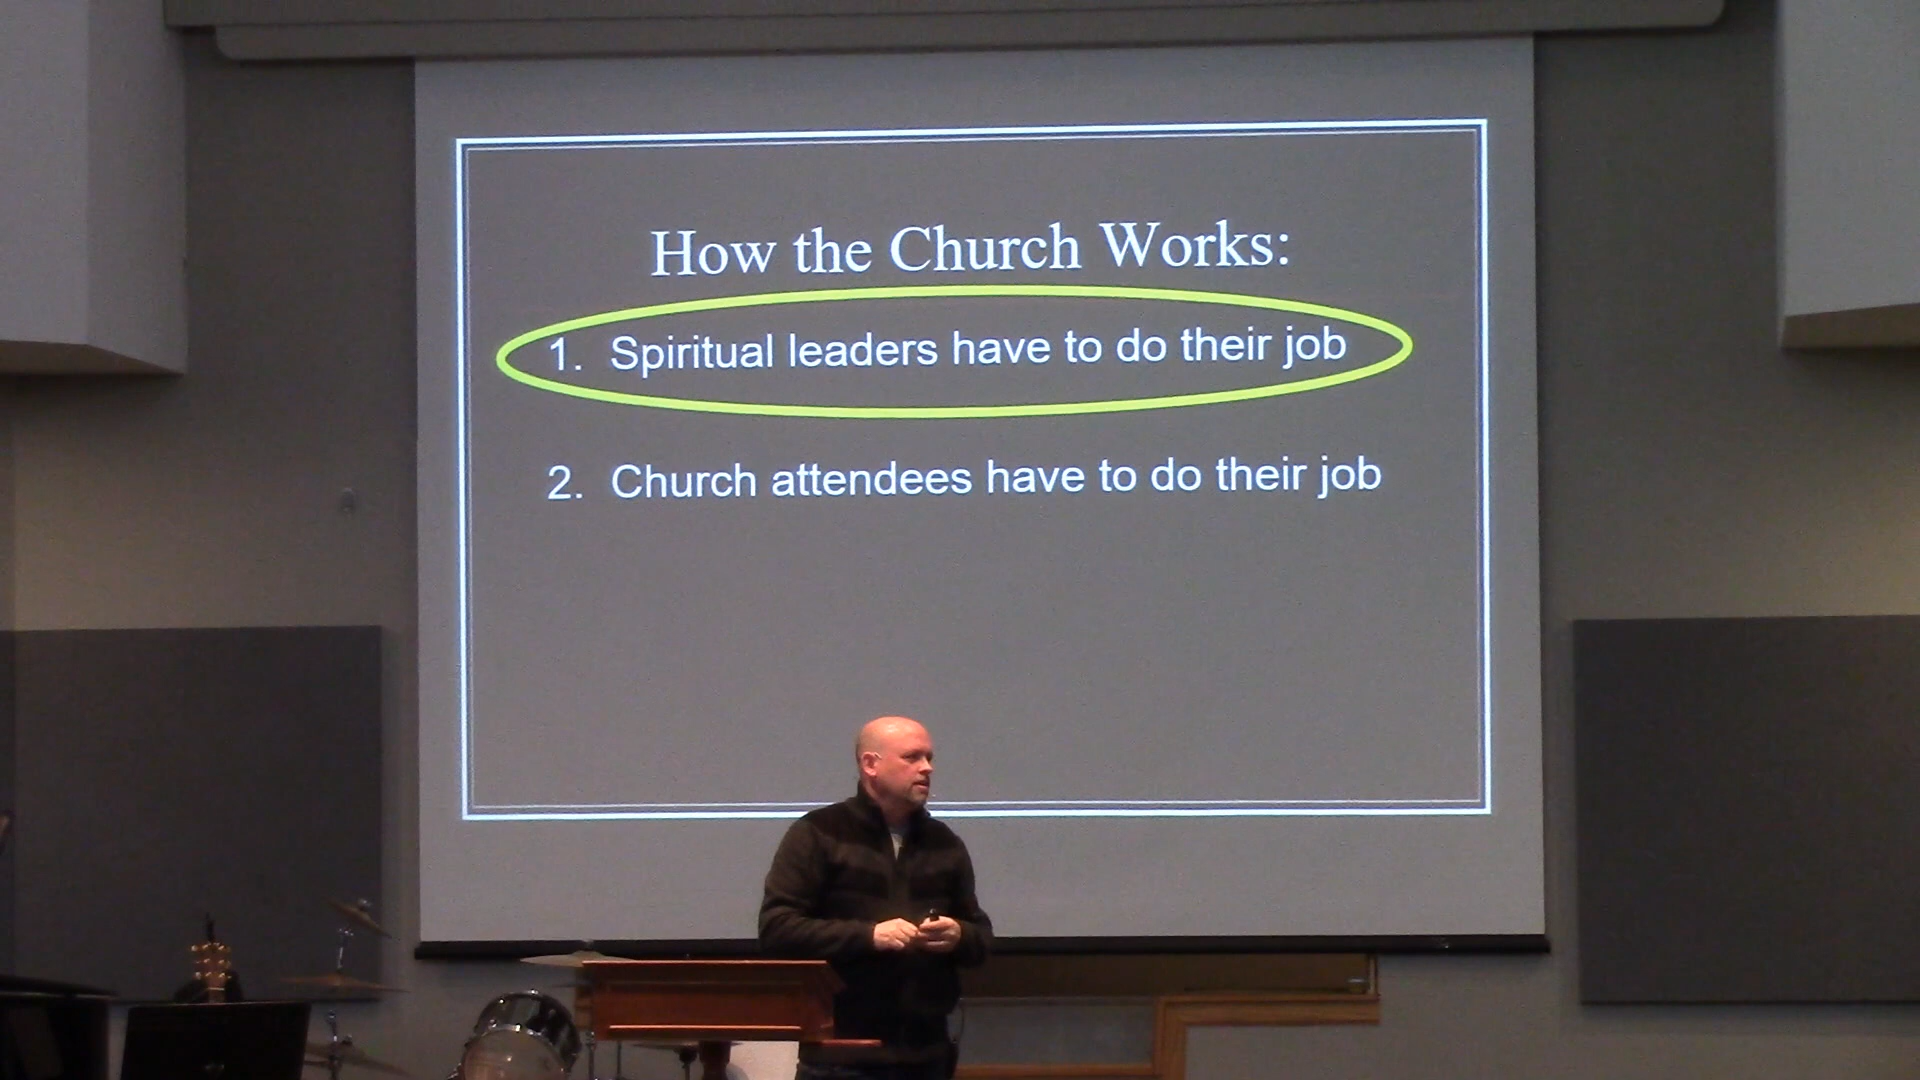 How the Church Works:
1. Spiritual leaders have to do their job
2. Church attendees have to do their job